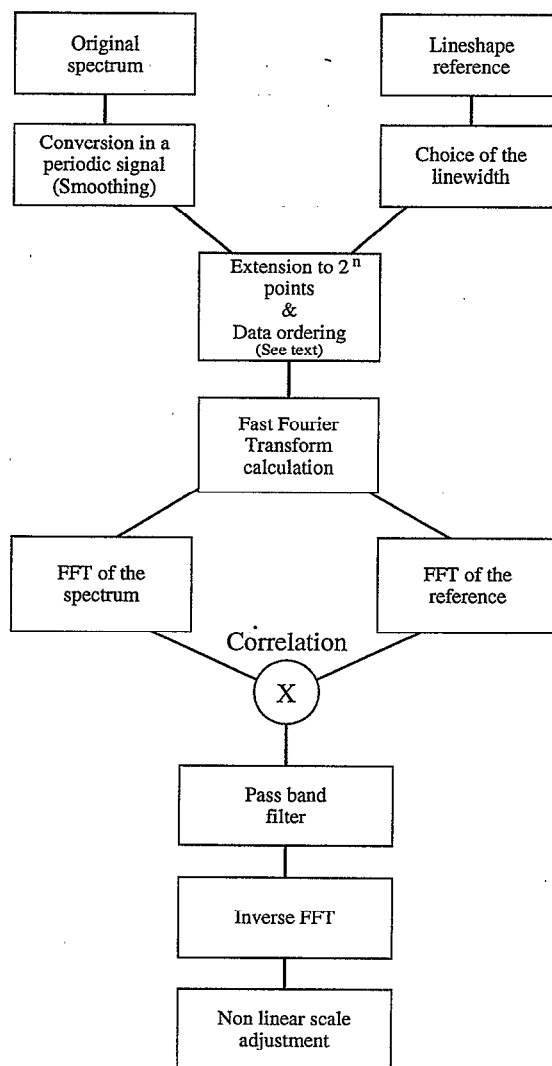 Original
spectrum
Lineshape
reference
Conversion in a
periodic signal
(Smoothing)
Choice of the
linewidth
Extension to 2ⁿ
points
&
Data ordering
(See text)
Fast Fourier
Transform
calculation
FFT of the
spectrum
FFT of the
reference
Correlation
X
Pass band
filter
Inverse FFT
Non linear scale
adjustment